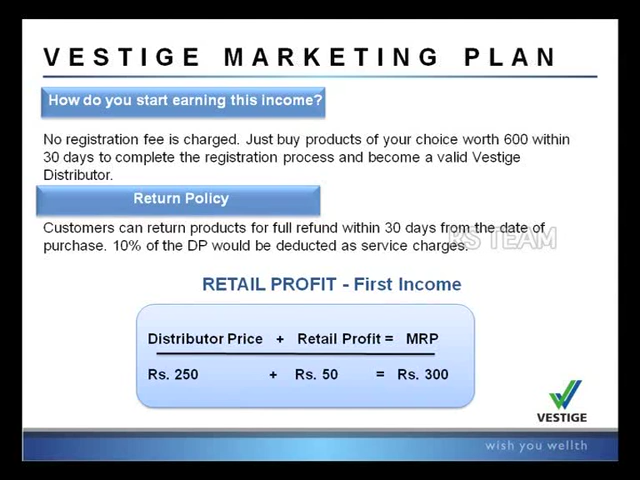 VESTIGE MARKETING PLAN
How do you start earning this income?
No registration fee is charged. Just buy products of your choice worth 600 within
30 days to complete the registration process and become a valid Vestige
Distributor.
Return Policy
Customers can return products for full refund within 30 days from the date of
purchase. 10% of the DP would be deducted as service charges.
RS TEAM
RETAIL PROFIT - First Income
Distributor Price + Retail Profit = MRP
Rs. 250 + Rs. 50 = Rs. 300
VESTIGE
wish you wellth